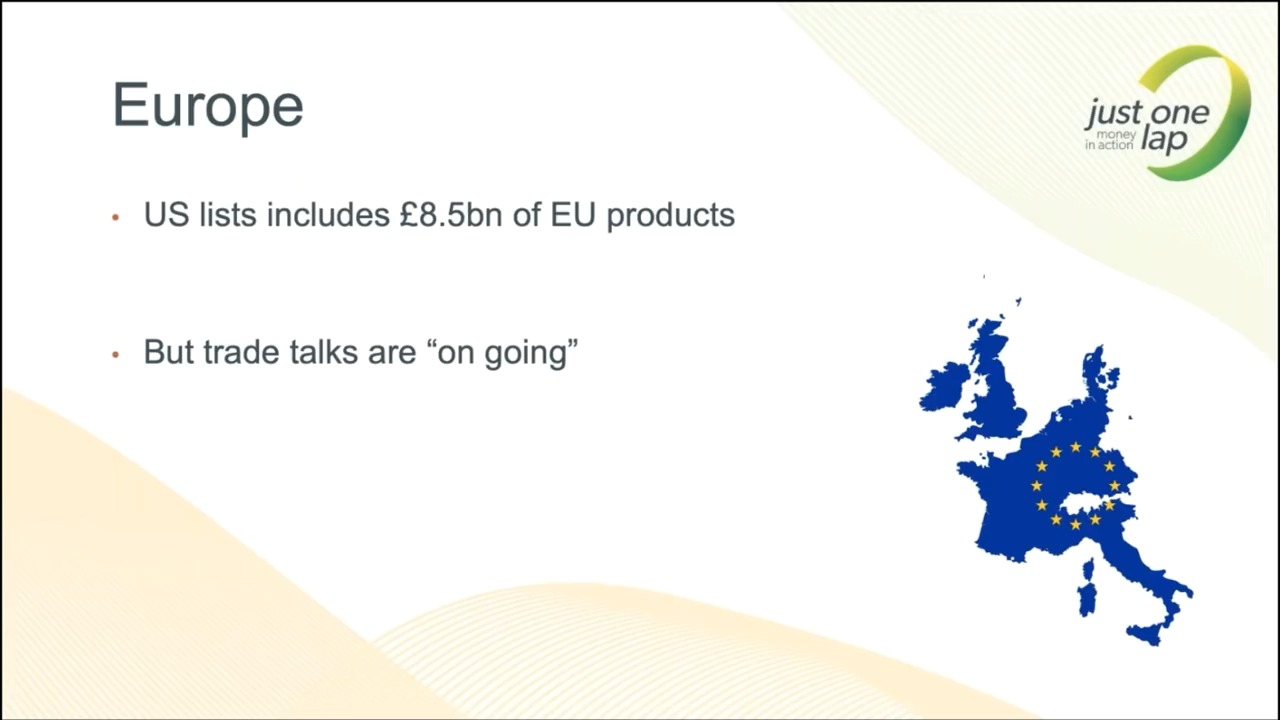 Europe
just one
money
in action lap
• US lists includes £8.5bn of EU products
• But trade talks are “on going”